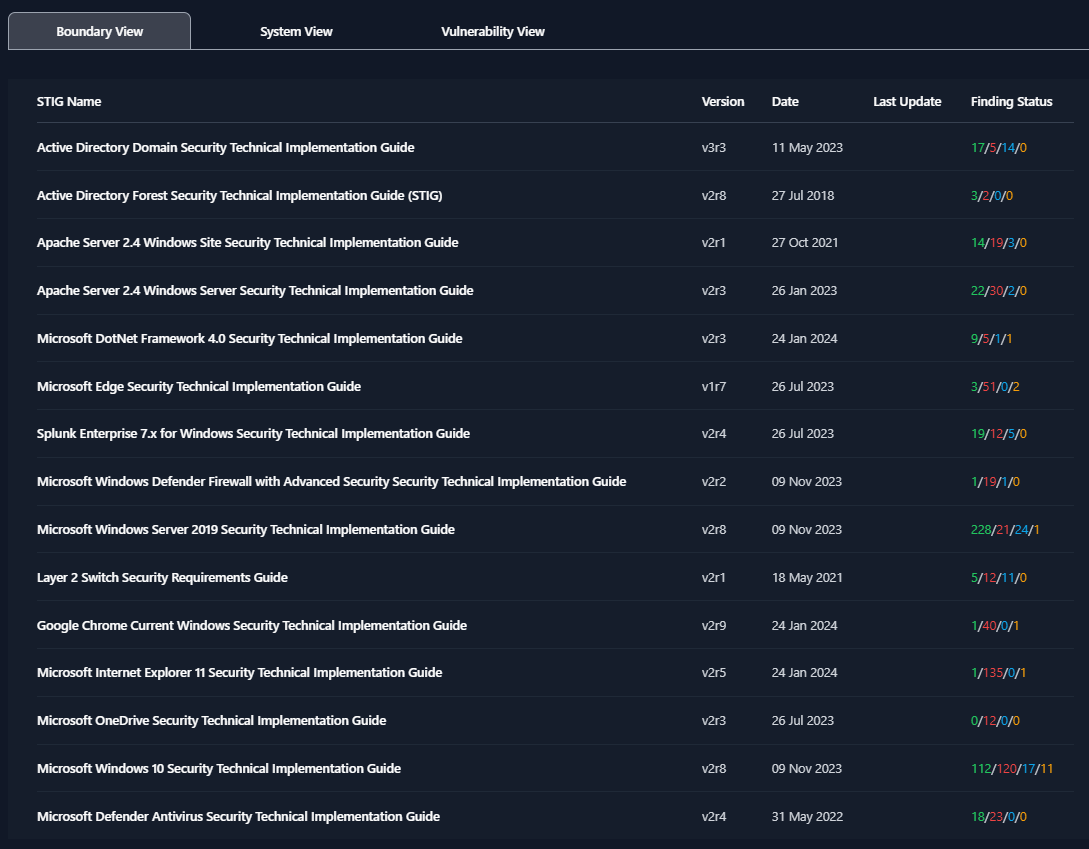 Boundary View System View Vulnerability View
STIG Name Version Date Last Update Finding Status
Active Directory Domain Security Technical Implementation Guide v3r3 11 May 2023 17/5/14/0
Active Directory Forest Security Technical Implementation Guide (STIG) v2r8 27 Jul 2018 3/2/0/0
Apache Server 2.4 Windows Site Security Technical Implementation Guide v2r1 27 Oct 2021 14/19/3/0
Apache Server 2.4 Windows Server Security Technical Implementation Guide v2r3 26 Jan 2023 22/30/2/0
Microsoft DotNet Framework 4.0 Security Technical Implementation Guide v2r3 24 Jan 2024 9/5/1/1
Microsoft Edge Security Technical Implementation Guide v1r7 26 Jul 2023 3/51/0/2
Splunk Enterprise 7.x for Windows Security Technical Implementation Guide v2r4 26 Jul 2023 19/12/5/0
Microsoft Windows Defender Firewall with Advanced Security Security Technical Implementation Guide v2r2 09 Nov 2023 1/19/1/0
Microsoft Windows Server 2019 Security Technical Implementation Guide v2r8 09 Nov 2023 228/21/24/1
Layer 2 Switch Security Requirements Guide v2r1 18 May 2021 5/12/11/0
Google Chrome Current Windows Security Technical Implementation Guide v2r9 24 Jan 2024 1/40/0/1
Microsoft Internet Explorer 11 Security Technical Implementation Guide v2r5 24 Jan 2024 1/135/0/1
Microsoft OneDrive Security Technical Implementation Guide v2r3 26 Jul 2023 0/12/0/0
Microsoft Windows 10 Security Technical Implementation Guide v2r8 09 Nov 2023 112/120/17/11
Microsoft Defender Antivirus Security Technical Implementation Guide v2r4 31 May 2022 18/23/0/0